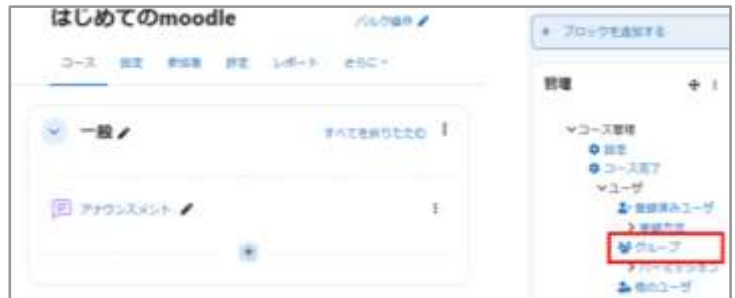 はじめてのmoodle
バルク操作
コース 設定 参加者 評定 レポート さらに
一般
すべてを折りたたむ
アナウンスメント
ブロックを追加する
管理
コース管理
設定
コース完了
ユーザ
登録済みユーザ
登録方法
グループ
パーミッション
他のユーザ